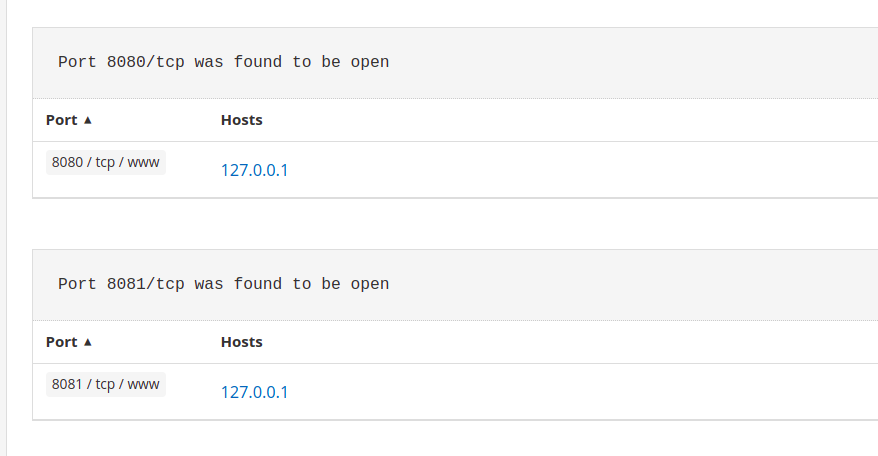 Port 8080/tcp was found to be open
Port ▲ Hosts
8080 / tcp / www 127.0.0.1
Port 8081/tcp was found to be open
Port ▲ Hosts
8081 / tcp / www 127.0.0.1